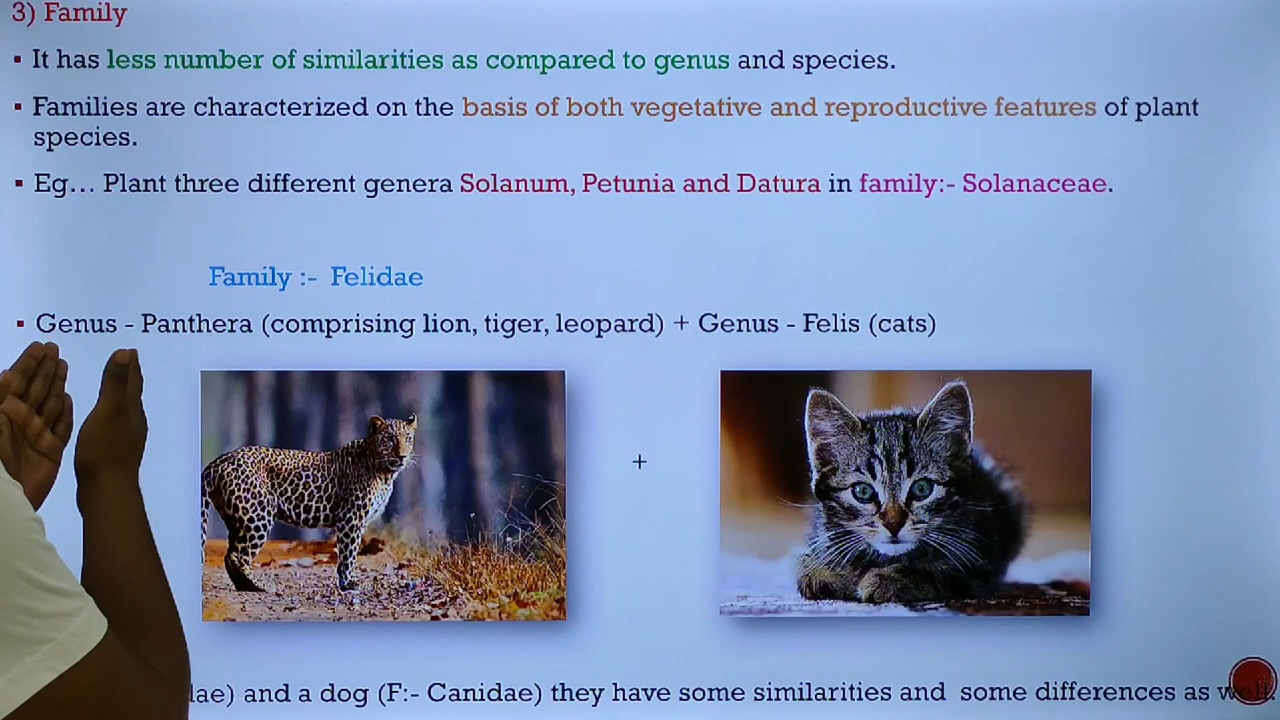 3) Family
▪ It has less number of similarities as compared to genus and species.
▪ Families are characterized on the basis of both vegetative and reproductive features of plant
species.
▪ Eg... Plant three different genera Solanum, Petunia and Datura in family:- Solanaceae.
Family :- Felidae
▪ Genus - Panthera (comprising lion, tiger, leopard) + Genus - Felis (cats)
+
lae) and a dog (F:- Canidae) they have some similarities and some differences as well.